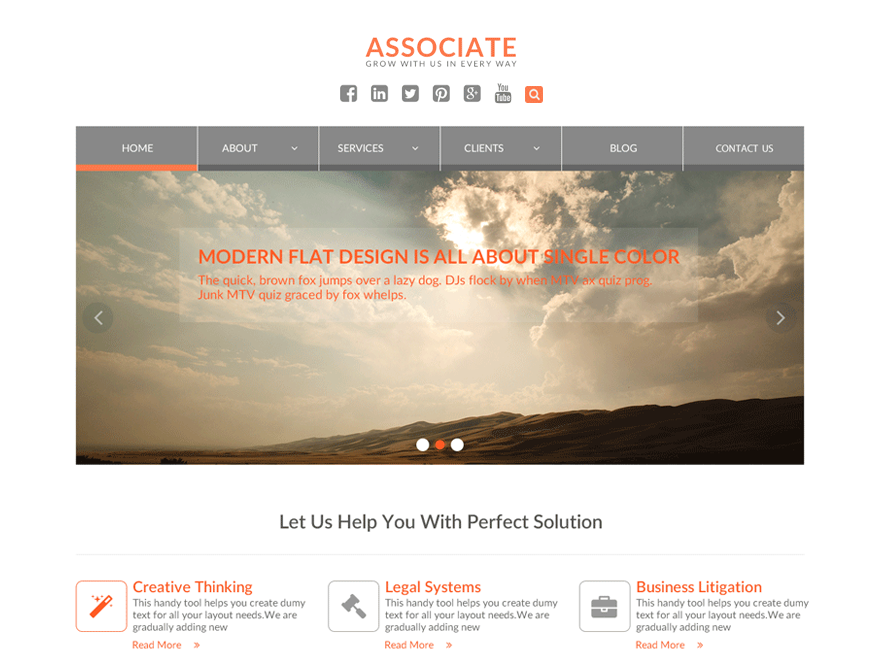 ASSOCIATE
GROW WITH US IN EVERY WAY
You
Tube
HOME ABOUT SERVICES CLIENTS BLOG CONTACT US
MODERN FLAT DESIGN IS ALL ABOUT SINGLE COLOR
The quick, brown fox jumps over a lazy dog. DJs flock by when MTV ax quiz prog.
Junk MTV quiz graced by fox whelps.
Let Us Help You With Perfect Solution
Creative Thinking
This handy tool helps you create dumy
text for all your layout needs.We are
gradually adding new
Read More »
Legal Systems
This handy tool helps you create dumy
text for all your layout needs.We are
gradually adding new
Read More »
Business Litigation
This handy tool helps you create dumy
text for all your layout needs.We are
gradually adding new
Read More »